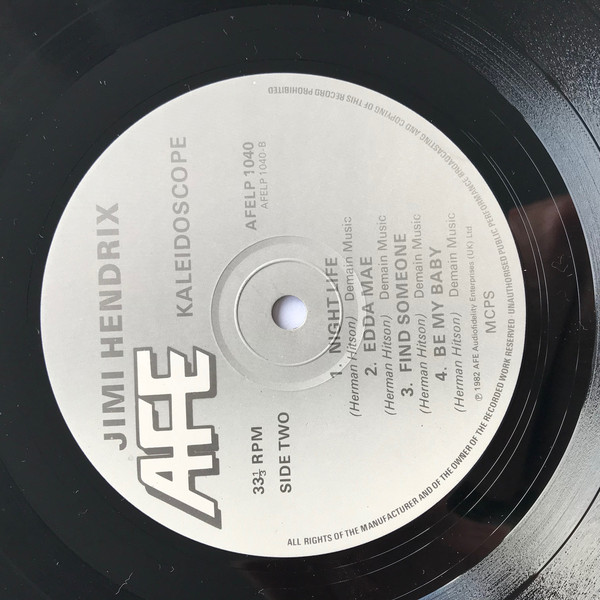 JIMI HENDRIX
KALEIDOSCOPE
AFE
AFELP 1040
AFELP 1040-B
33⅓ RPM
SIDE TWO
1. NIGHT LIFE
(Herman Hitson) Demain Music
2. EDDA MAE
(Herman Hitson) Demain Music
3. FIND SOMEONE
(Herman Hitson) Demain Music
4. BE MY BABY
(Herman Hitson) Demain Music
℗ 1982 AFE Audiofidelity Enterprises (UK) Ltd
MCPS
ALL RIGHTS OF THE MANUFACTURER AND OF THE OWNER OF THE RECORDED WORK RESERVED UNAUTHORISED PUBLIC PERFORMANCE BROADCASTING AND COPYING OF THIS RECORD PROHIBITED